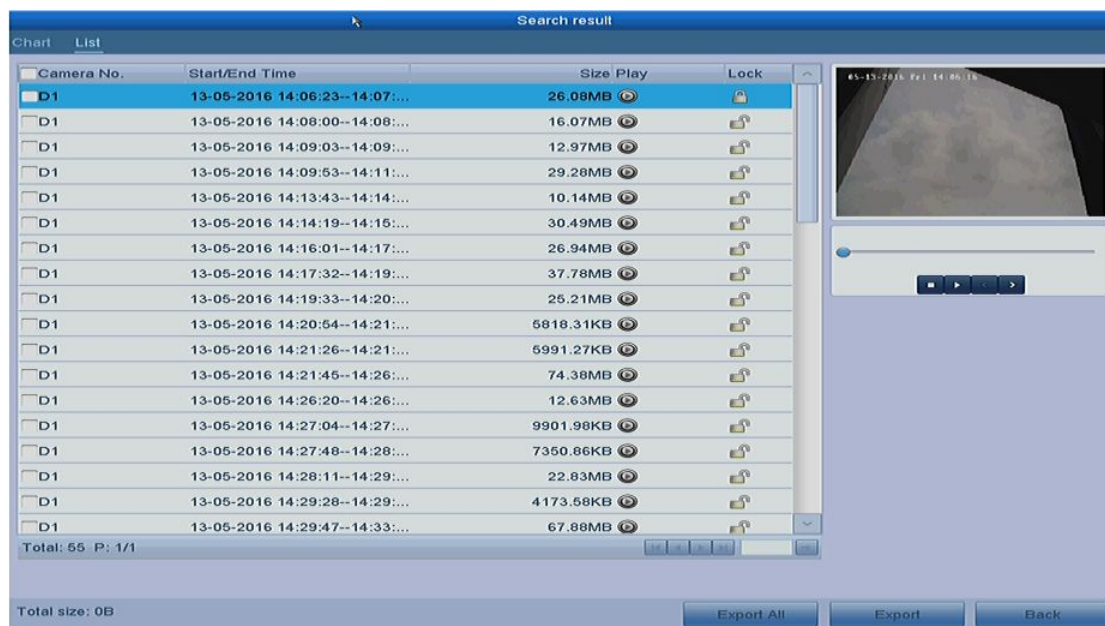 Search result
Chart List
Camera No. Start/End Time Size Play Lock
D1 13-05-2016 14:06:23--14:07:... 26.08MB
D1 13-05-2016 14:08:00--14:08:... 16.07MB
D1 13-05-2016 14:09:03--14:09:... 12.97MB
D1 13-05-2016 14:09:53--14:11:... 29.28MB
D1 13-05-2016 14:13:43--14:14:... 10.14MB
D1 13-05-2016 14:14:19--14:15:... 30.49MB
D1 13-05-2016 14:16:01--14:17:... 26.94MB
D1 13-05-2016 14:17:32--14:19:... 37.78MB
D1 13-05-2016 14:19:33--14:20:... 25.21MB
D1 13-05-2016 14:20:54--14:21:... 5818.31KB
D1 13-05-2016 14:21:26--14:21:... 5991.27KB
D1 13-05-2016 14:21:45--14:26:... 74.38MB
D1 13-05-2016 14:26:20--14:26:... 12.63MB
D1 13-05-2016 14:27:04--14:27:... 9901.98KB
D1 13-05-2016 14:27:48--14:28:... 7350.86KB
D1 13-05-2016 14:28:11--14:29:... 22.83MB
D1 13-05-2016 14:29:28--14:29:... 4173.58KB
D1 13-05-2016 14:29:47--14:33:... 67.88MB
Total: 55 P: 1/1
05-13-2016 Fri 14:06:16
Total size: 0B
Export All Export Back